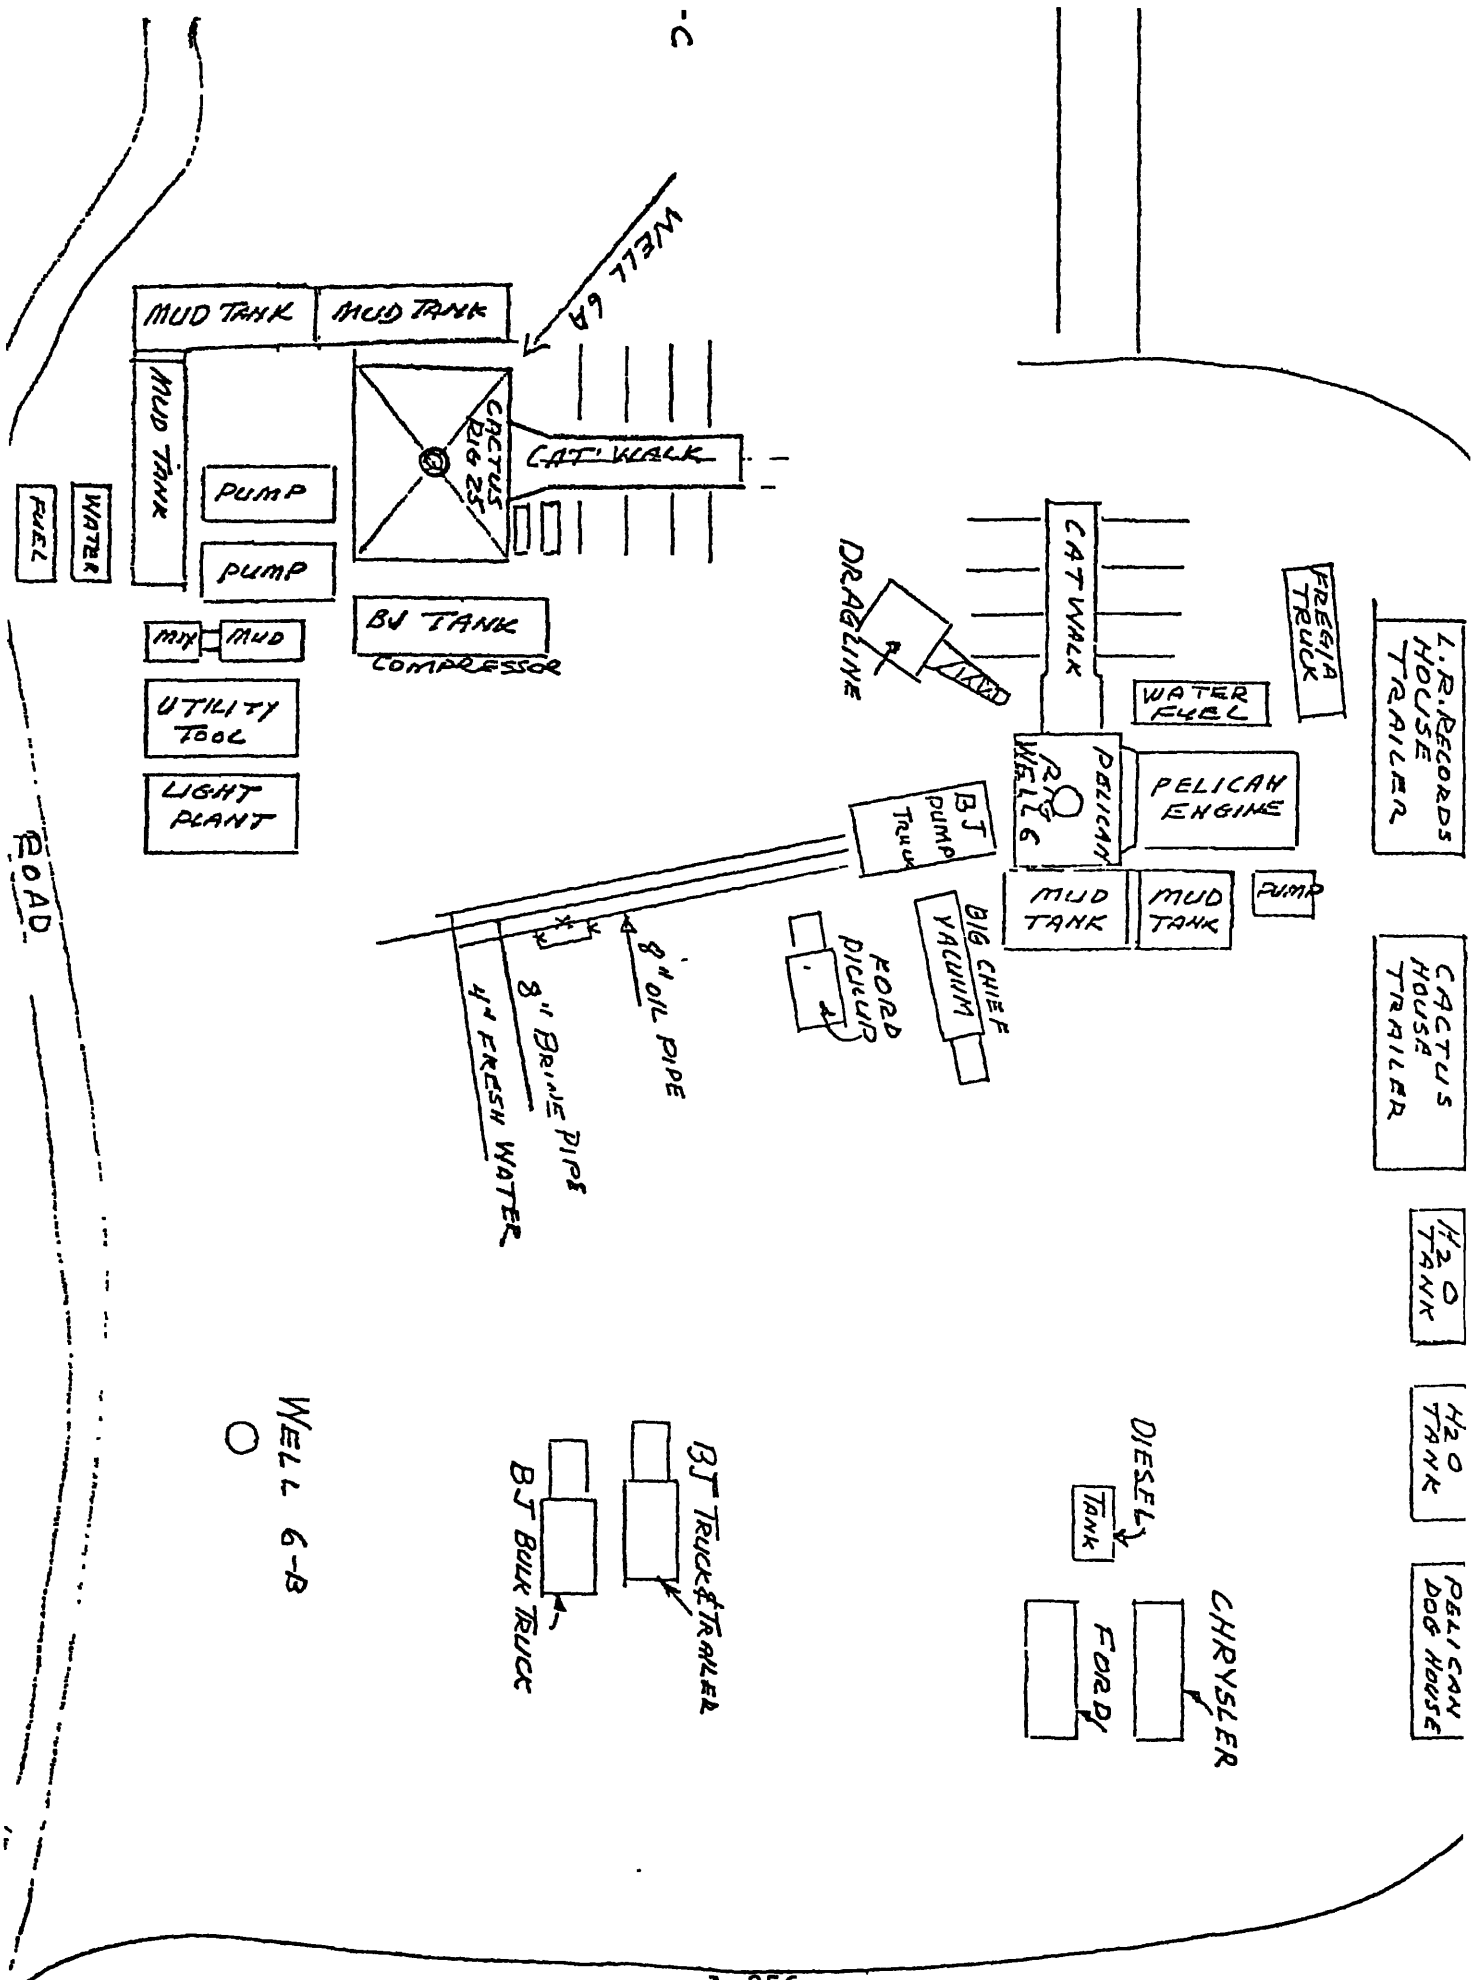 -C
WELL 6A
MUD TANK
MUD TANK
MUD TANK
CACTUS
RIG 25
CAT WALK
PUMP
PUMP
WATER
FUEL
BJ TANK
COMPRESSOR
MIX
MUD
UTILITY
TOOL
LIGHT
PLANT
ROAD
DRAGLINE
CATWALK
FREGIA
TRUCK
WATER
FUEL
L.R. RECORDS
HOUSE
TRAILER
PELICAN
RIG
WELL 6
PELICAN
ENGINE
BJ
PUMP
TRUCK
MUD
TANK
MUD
TANK
PUMP
BIG CHIEF
VACUUM
FORD
PICKUP
8" OIL PIPE
8" BRINE PIPE
4" FRESH WATER
CACTUS
HOUSE
TRAILER
H2O
TANK
H2O
TANK
PELICAN
DOG HOUSE
DIESEL
TANK
CHRYSLER
FORD
BJ TRUCK & TRAILER
BJ BULK TRUCK
WELL 6-B